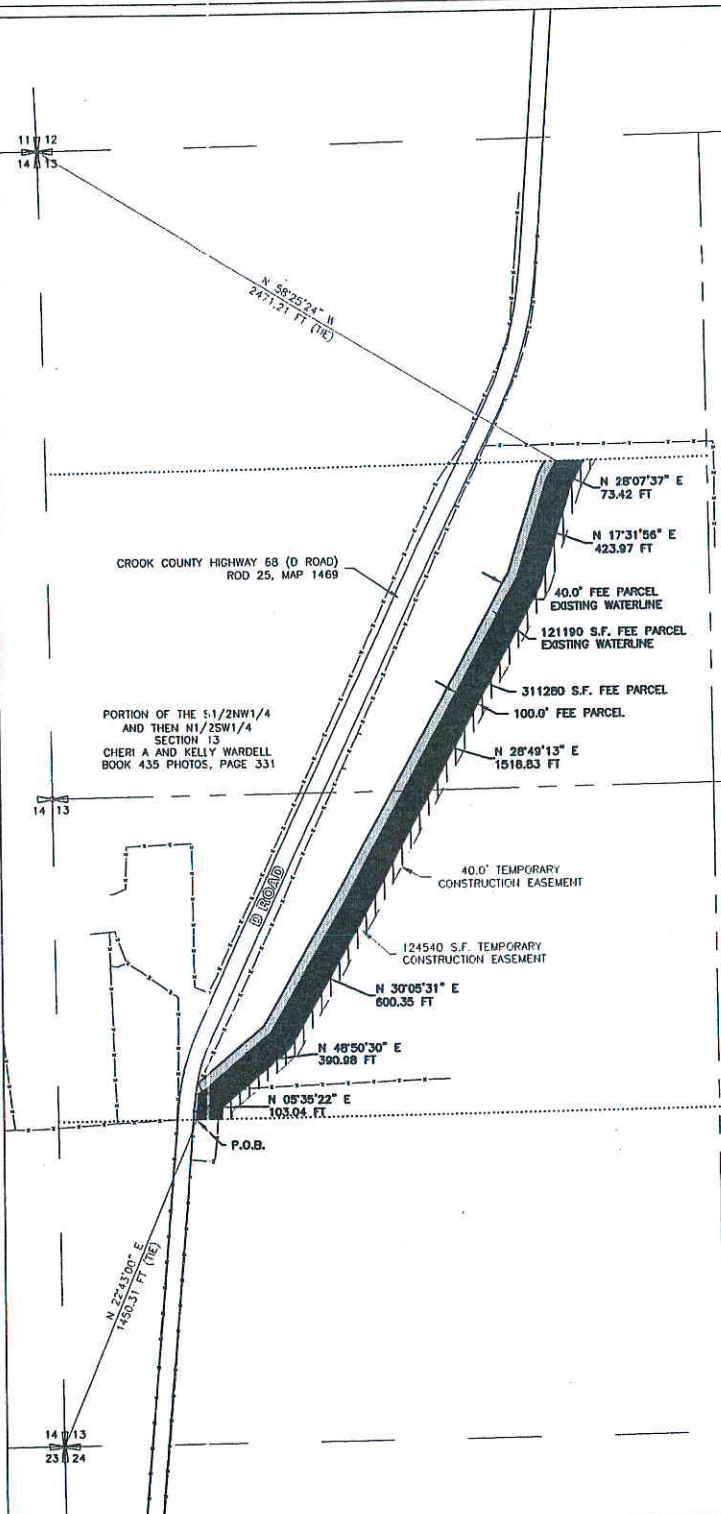 11 12
14 13
N 58°25'24" W
2471.21 FT (TIE)
N 28°07'37" E
73.42 FT
N 17°31'56" E
423.97 FT
CROOK COUNTY HIGHWAY 68 (D ROAD)
ROD 25, MAP 1469
40.0' FEE PARCEL
EXISTING WATERLINE
121190 S.F. FEE PARCEL
EXISTING WATERLINE
311280 S.F. FEE PARCEL
100.0' FEE PARCEL
PORTION OF THE S1/2NW1/4
AND THEN N1/2SW1/4
SECTION 13
CHERI A AND KELLY WARDELL
BOOK 435 PHOTOS, PAGE 331
N 28°49'13" E
1518.83 FT
14 13
40.0' TEMPORARY
CONSTRUCTION EASEMENT
D ROAD
124540 S.F. TEMPORARY
CONSTRUCTION EASEMENT
N 30°05'31" E
600.35 FT
N 48°50'30" E
390.98 FT
N 05°35'22" E
103.04 FT
P.O.B.
N 22°43'00" E
1450.31 FT (TIE)
14 13
23 24